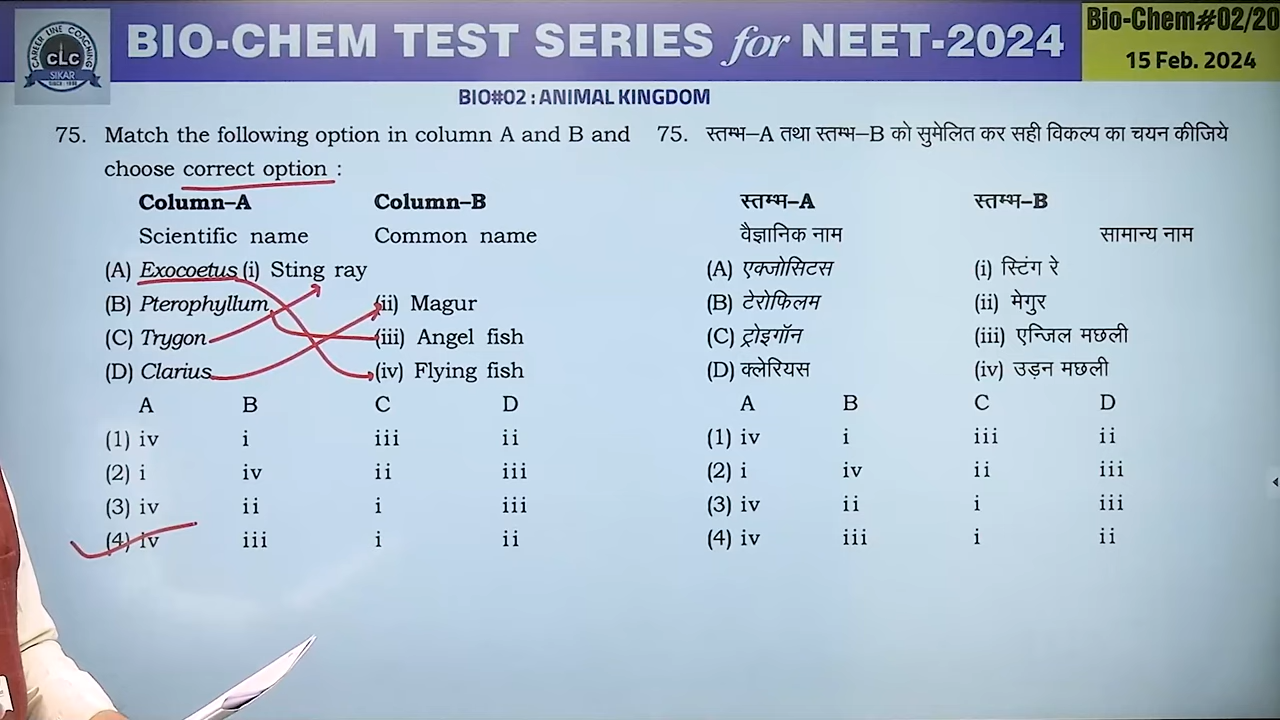 CAREER LINE COACHING
CLC
SIKAR
SINCE : 1996
BIO-CHEM TEST SERIES for NEET-2024
Bio-Chem#02/20
15 Feb. 2024
BIO#02 : ANIMAL KINGDOM
75. Match the following option in column A and B and
choose correct option :
Column–A Column–B
Scientific name Common name
(A) Exocoetus (i) Sting ray
(B) Pterophyllum (ii) Magur
(C) Trygon (iii) Angel fish
(D) Clarius (iv) Flying fish
A B C D
(1) iv i iii ii
(2) i iv ii iii
(3) iv ii i iii
(4) iv iii i ii
75. स्तम्भ–A तथा स्तम्भ–B को सुमेलित कर सही विकल्प का चयन कीजिये
स्तम्भ–A स्तम्भ–B
वैज्ञानिक नाम सामान्य नाम
(A) एक्जोसिटस (i) स्टिंग रे
(B) टेरोफिलम (ii) मेगुर
(C) ट्रोइगॉन (iii) एन्जिल मछली
(D) क्लेरियस (iv) उड़न मछली
A B C D
(1) iv i iii ii
(2) i iv ii iii
(3) iv ii i iii
(4) iv iii i ii